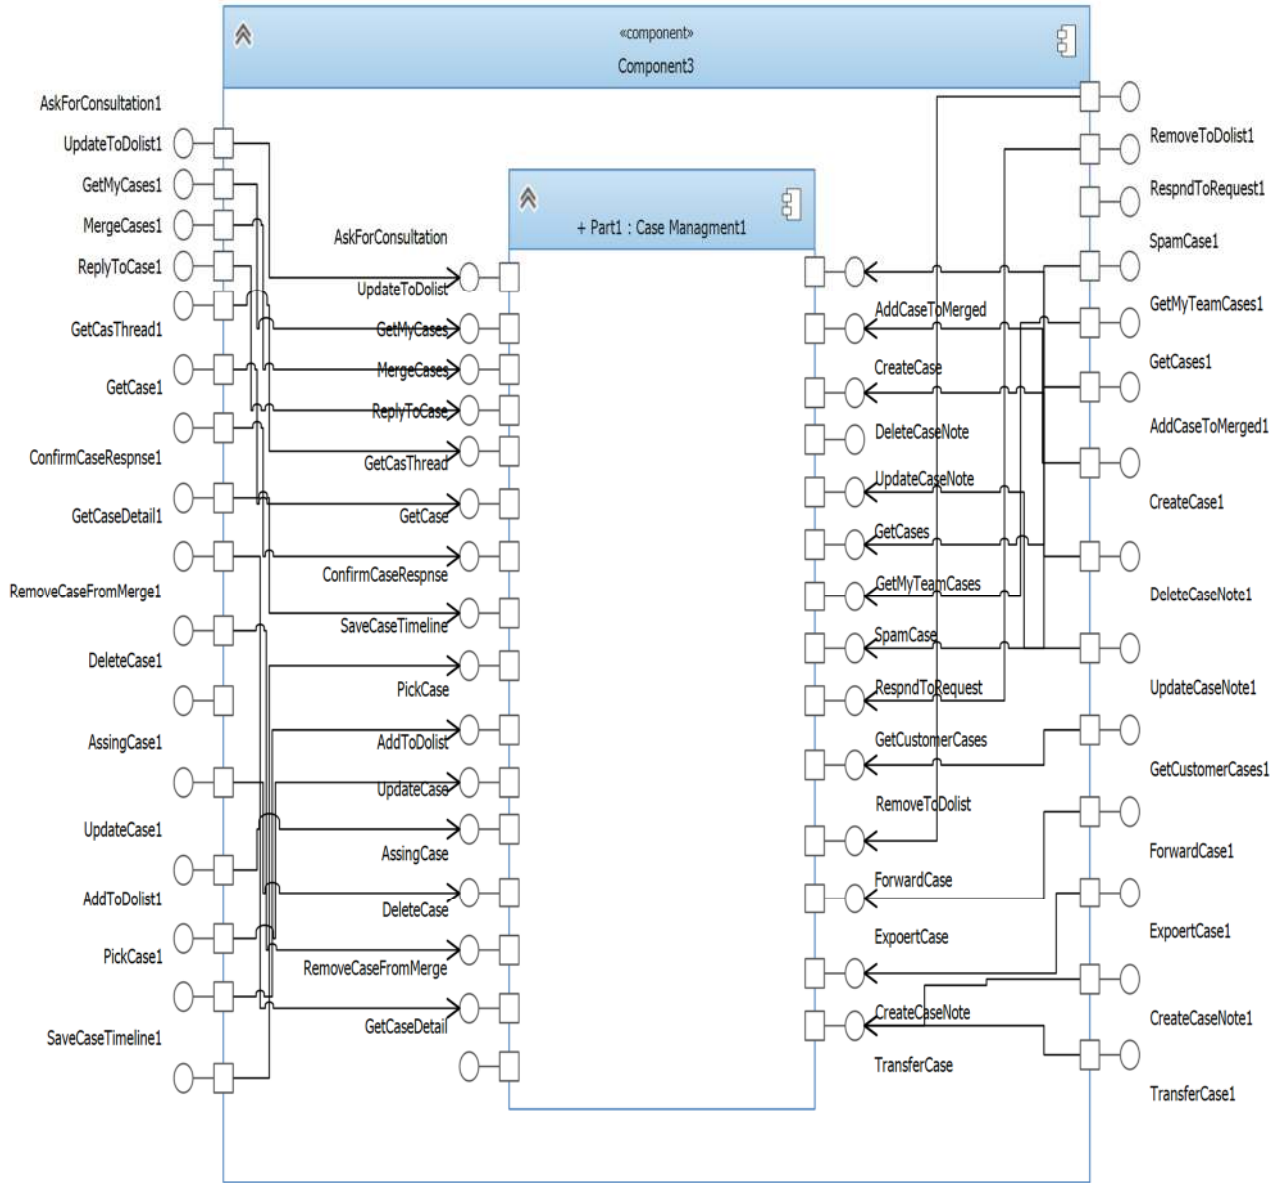 «component»
Component3
AskForConsultation1
UpdateToDolist1
GetMyCases1
MergeCases1
ReplyToCase1
GetCasThread1
GetCase1
ConfirmCaseRespnse1
GetCaseDetail1
RemoveCaseFromMerge1
DeleteCase1
AssingCase1
UpdateCase1
AddToDolist1
PickCase1
SaveCaseTimeline1
+ Part1 : Case Managment1
AskForConsultation
UpdateToDolist
GetMyCases
MergeCases
ReplyToCase
GetCasThread
GetCase
ConfirmCaseRespnse
SaveCaseTimeline
PickCase
AddToDolist
UpdateCase
AssingCase
DeleteCase
RemoveCaseFromMerge
GetCaseDetail
AddCaseToMerged
CreateCase
DeleteCaseNote
UpdateCaseNote
GetCases
GetMyTeamCases
SpamCase
RespndToRequest
GetCustomerCases
RemoveToDolist
ForwardCase
ExpoertCase
CreateCaseNote
TransferCase
RemoveToDolist1
RespndToRequest1
SpamCase1
GetMyTeamCases1
GetCases1
AddCaseToMerged1
CreateCase1
DeleteCaseNote1
UpdateCaseNote1
GetCustomerCases1
ForwardCase1
ExpoertCase1
CreateCaseNote1
TransferCase1